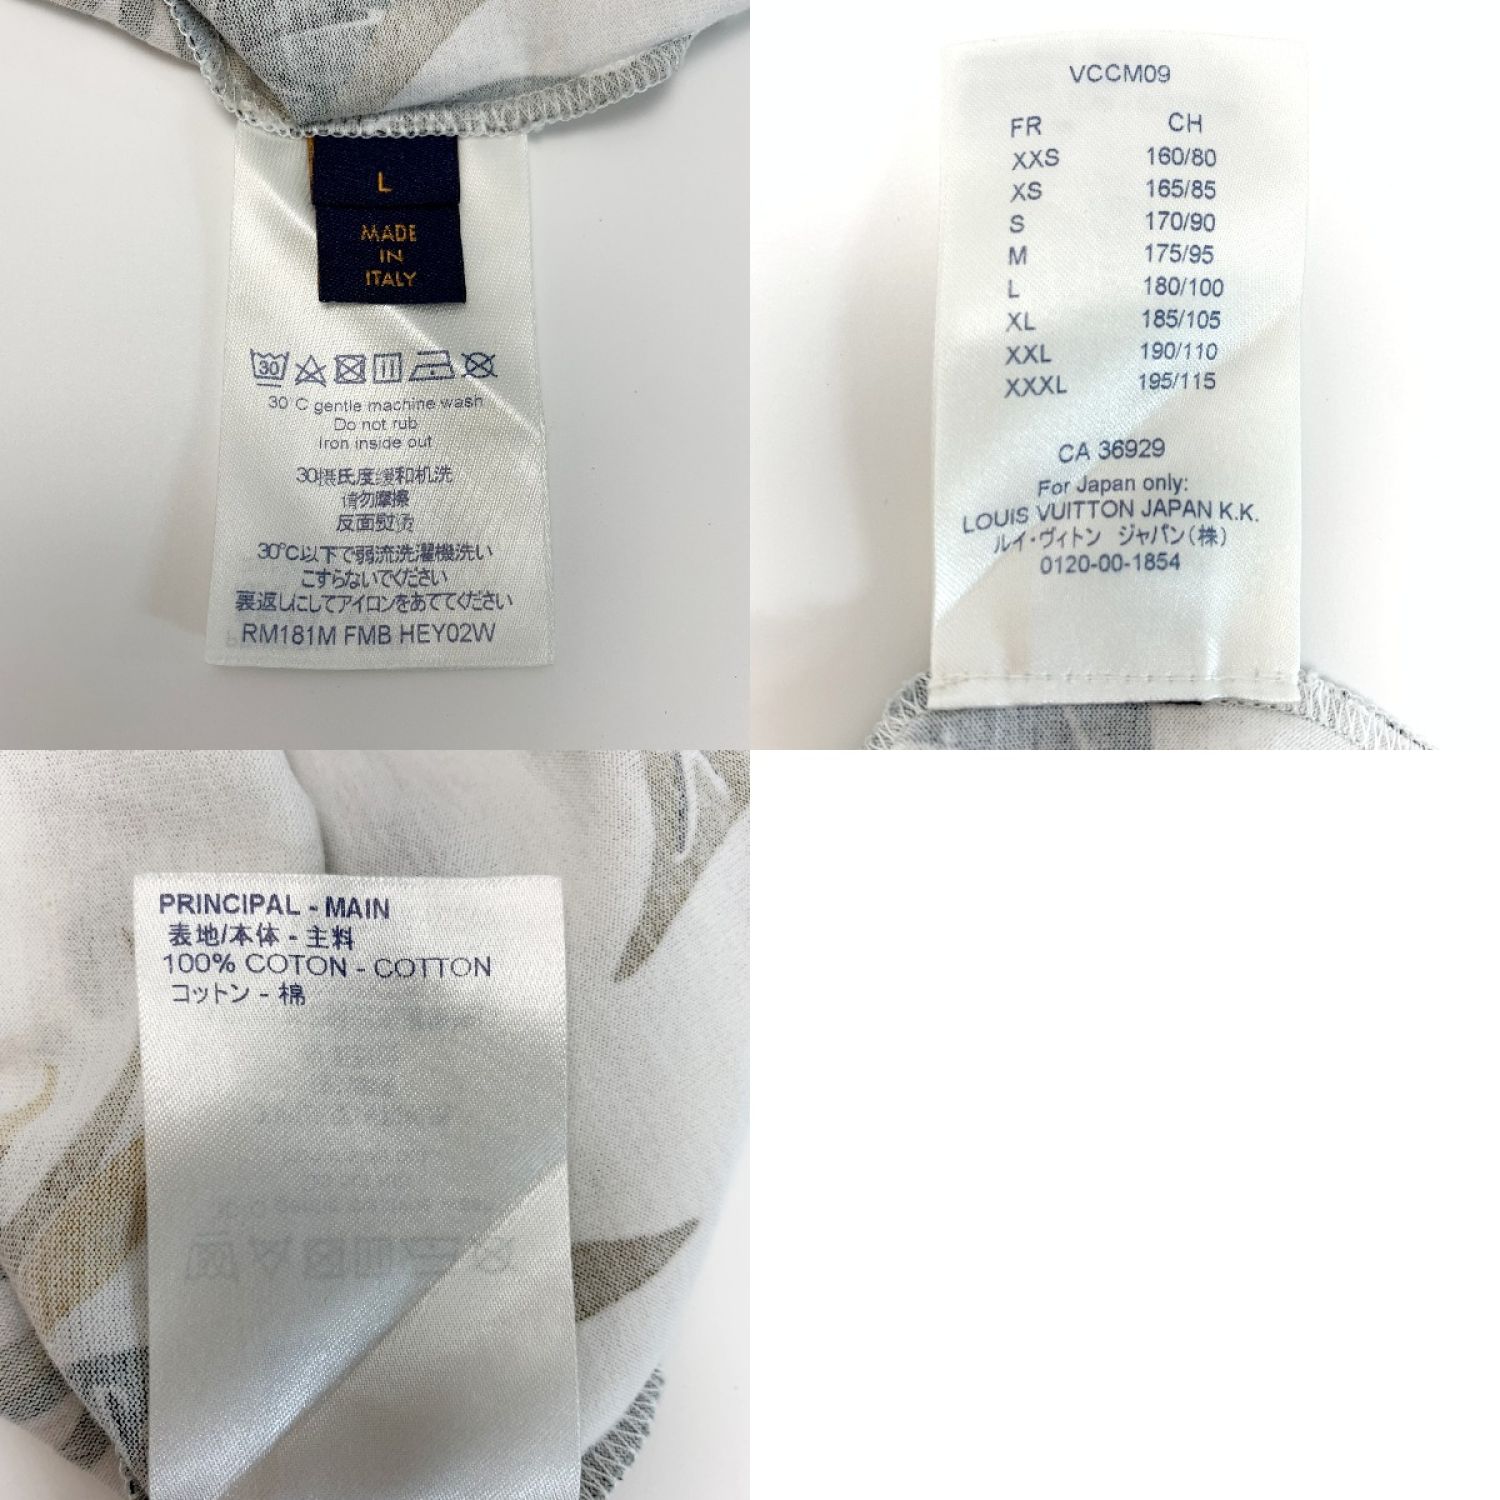 L
MADE
IN
ITALY
30
30 C gentle machine wash
Do not rub
Iron inside out
30摄氏度缓和机洗
请勿摩擦
反面熨烫
30°C以下で弱流洗濯機洗い
こすらないでください
裏返しにしてアイロンをあててください
RM181M FMB HEY02W
VCCM09
FR CH
XXS 160/80
XS 165/85
S 170/90
M 175/95
L 180/100
XL 185/105
XXL 190/110
XXXL 195/115
CA 36929
For Japan only:
LOUIS VUITTON JAPAN K.K.
ルイ・ヴィトン ジャパン(株)
0120-00-1854
PRINCIPAL - MAIN
表地/本体 - 主料
100% COTON - COTTON
コットン - 棉